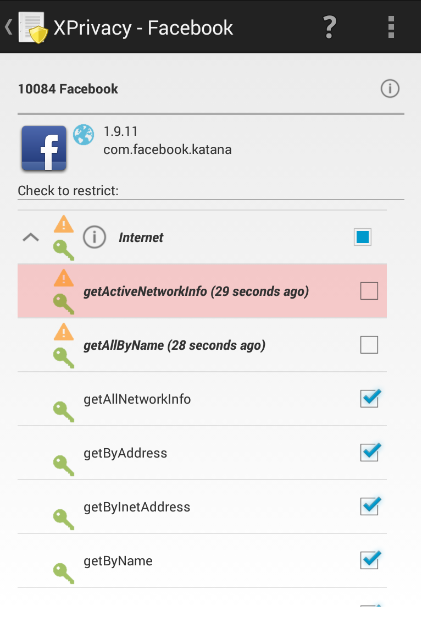 XPrivacy - Facebook
?
10084 Facebook
1.9.11
com.facebook.katana
Check to restrict:
Internet
getActiveNetworkInfo (29 seconds ago)
getAllByName (28 seconds ago)
getAllNetworkInfo
getByAddress
getByInetAddress
getByName